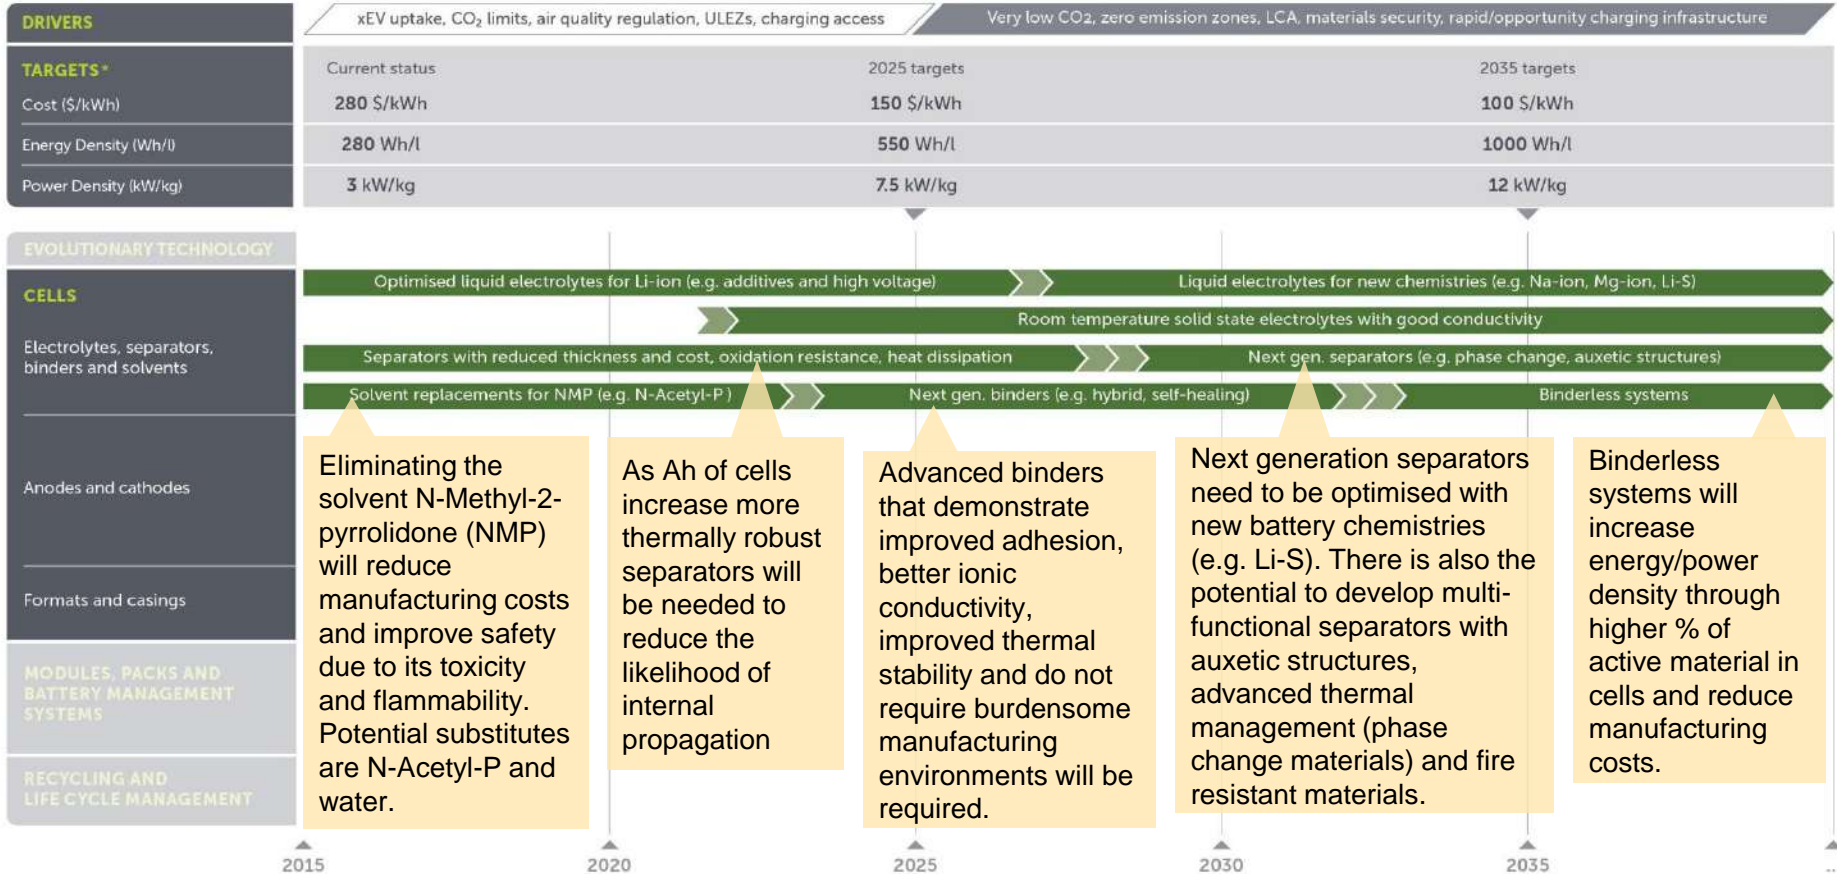 DRIVERS
xEV uptake, CO₂ limits, air quality regulation, ULEZs, charging access
Very low CO2, zero emission zones, LCA, materials security, rapid/opportunity charging infrastructure
TARGETS*
Current status
2025 targets
2035 targets
Cost ($/kWh)
280 $/kWh
150 $/kWh
100 $/kWh
Energy Density (Wh/l)
280 Wh/l
550 Wh/l
1000 Wh/l
Power Density (kW/kg)
3 kW/kg
7.5 kW/kg
12 kW/kg
EVOLUTIONARY TECHNOLOGY
CELLS
Electrolytes, separators,
binders and solvents
Optimised liquid electrolytes for Li-ion (e.g. additives and high voltage)
Liquid electrolytes for new chemistries (e.g. Na-ion, Mg-ion, Li-S)
Room temperature solid state electrolytes with good conductivity
Separators with reduced thickness and cost, oxidation resistance, heat dissipation
Next gen. separators (e.g. phase change, auxetic structures)
Solvent replacements for NMP (e.g. N-Acetyl-P )
Next gen. binders (e.g. hybrid, self-healing)
Binderless systems
Anodes and cathodes
Formats and casings
MODULES, PACKS AND
BATTERY MANAGEMENT
SYSTEMS
RECYCLING AND
LIFE CYCLE MANAGEMENT
Eliminating the
solvent N-Methyl-2-
pyrrolidone (NMP)
will reduce
manufacturing costs
and improve safety
due to its toxicity
and flammability.
Potential substitutes
are N-Acetyl-P and
water.
As Ah of cells
increase more
thermally robust
separators will
be needed to
reduce the
likelihood of
internal
propagation
Advanced binders
that demonstrate
improved adhesion,
better ionic
conductivity,
improved thermal
stability and do not
require burdensome
manufacturing
environments will be
required.
Next generation separators
need to be optimised with
new battery chemistries
(e.g. Li-S). There is also the
potential to develop multi-
functional separators with
auxetic structures,
advanced thermal
management (phase
change materials) and fire
resistant materials.
Binderless
systems will
increase
energy/power
density through
higher % of
active material in
cells and reduce
manufacturing
costs.
2015
2020
2025
2030
2035
..